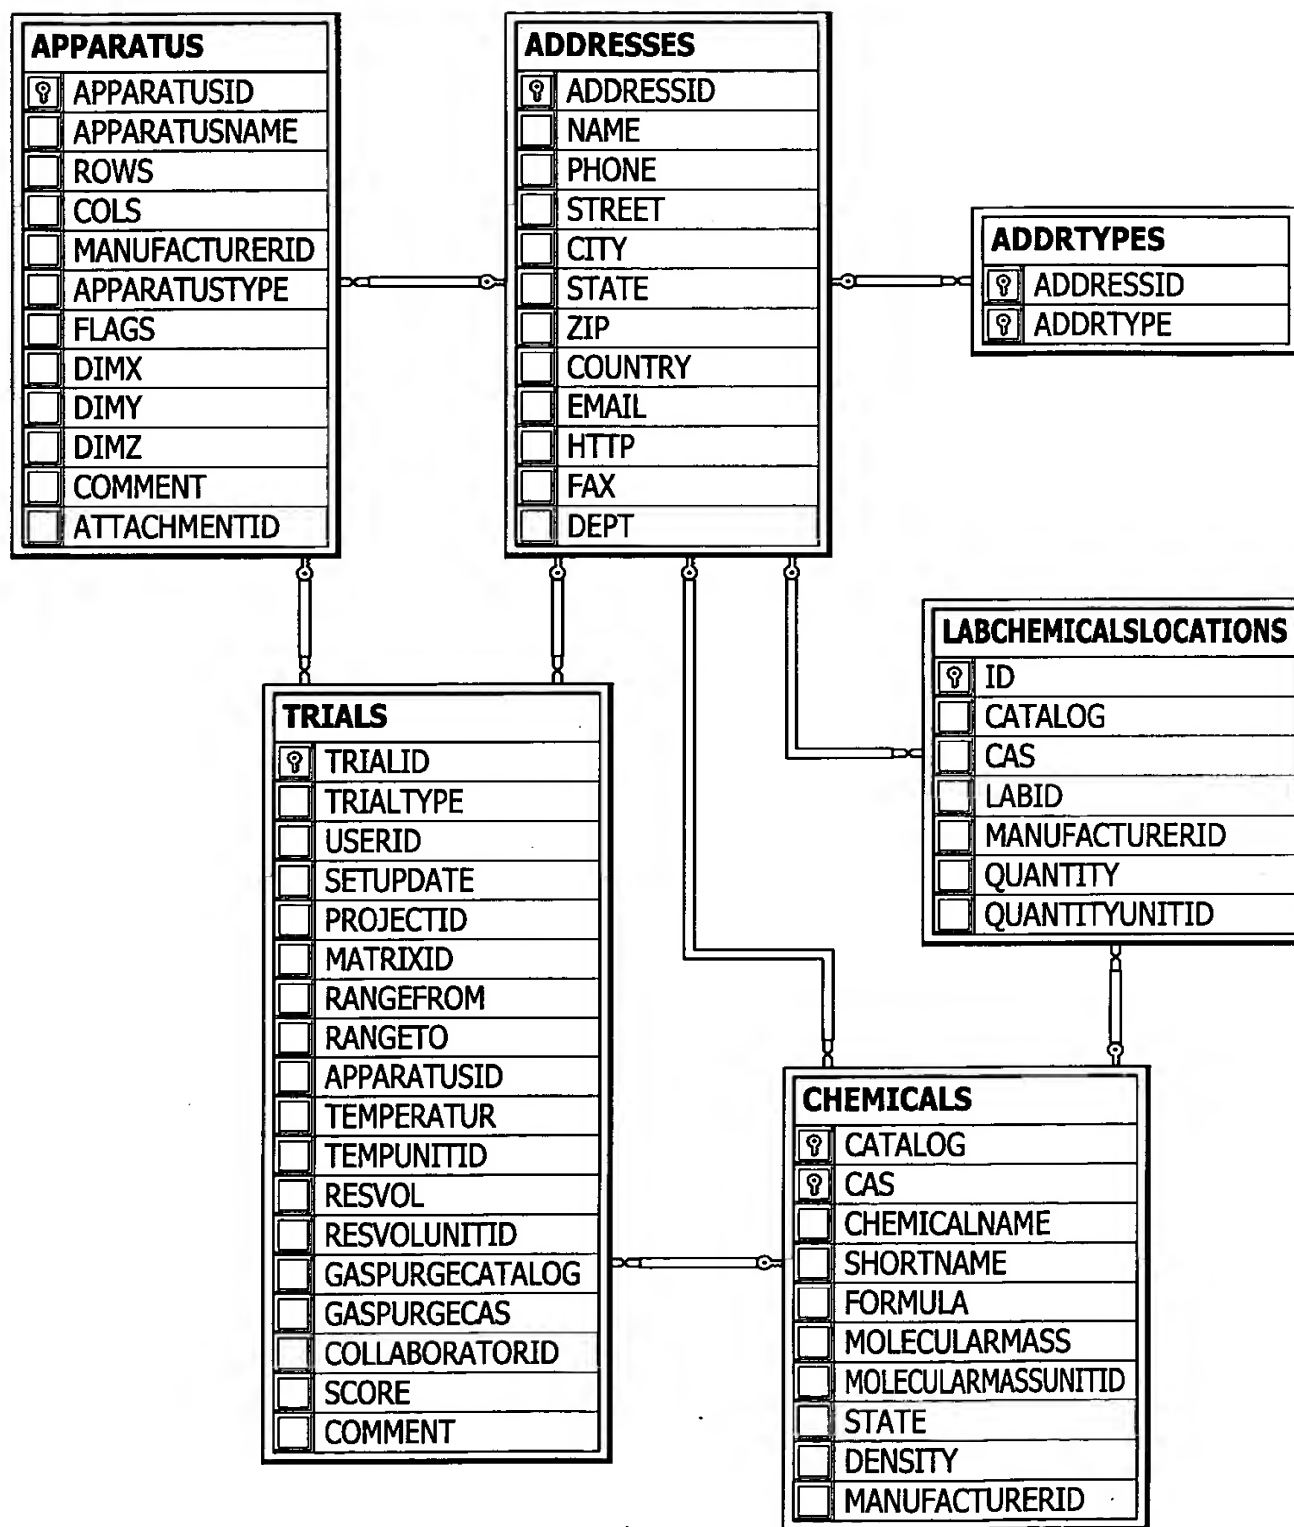 APPARATUS
APPARATUSID
APPARATUSNAME
ROWS
COLS
MANUFACTURERID
APPARATUSTYPE
FLAGS
DIMX
DIMY
DIMZ
COMMENT
ATTACHMENTID
ADDRESSES
ADDRESSID
NAME
PHONE
STREET
CITY
STATE
ZIP
COUNTRY
EMAIL
HTTP
FAX
DEPT
ADDRTYPES
ADDRESSID
ADDRTYPE
LABCHEMICALSLOCATIONS
ID
CATALOG
CAS
LABID
MANUFACTURERID
QUANTITY
QUANTITYUNITID
TRIALS
TRIALID
TRIALTYPE
USERID
SETUPDATE
PROJECTID
MATRIXID
RANGEFROM
RANGETO
APPARATUSID
TEMPERATUR
TEMPUNITID
RESVOL
RESVOLUNITID
GASPURGECATALOG
GASPURGECAS
COLLABORATORID
SCORE
COMMENT
CHEMICALS
CATALOG
CAS
CHEMICALNAME
SHORTNAME
FORMULA
MOLECULARMASS
MOLECULARMASSUNITID
STATE
DENSITY
MANUFACTURERID